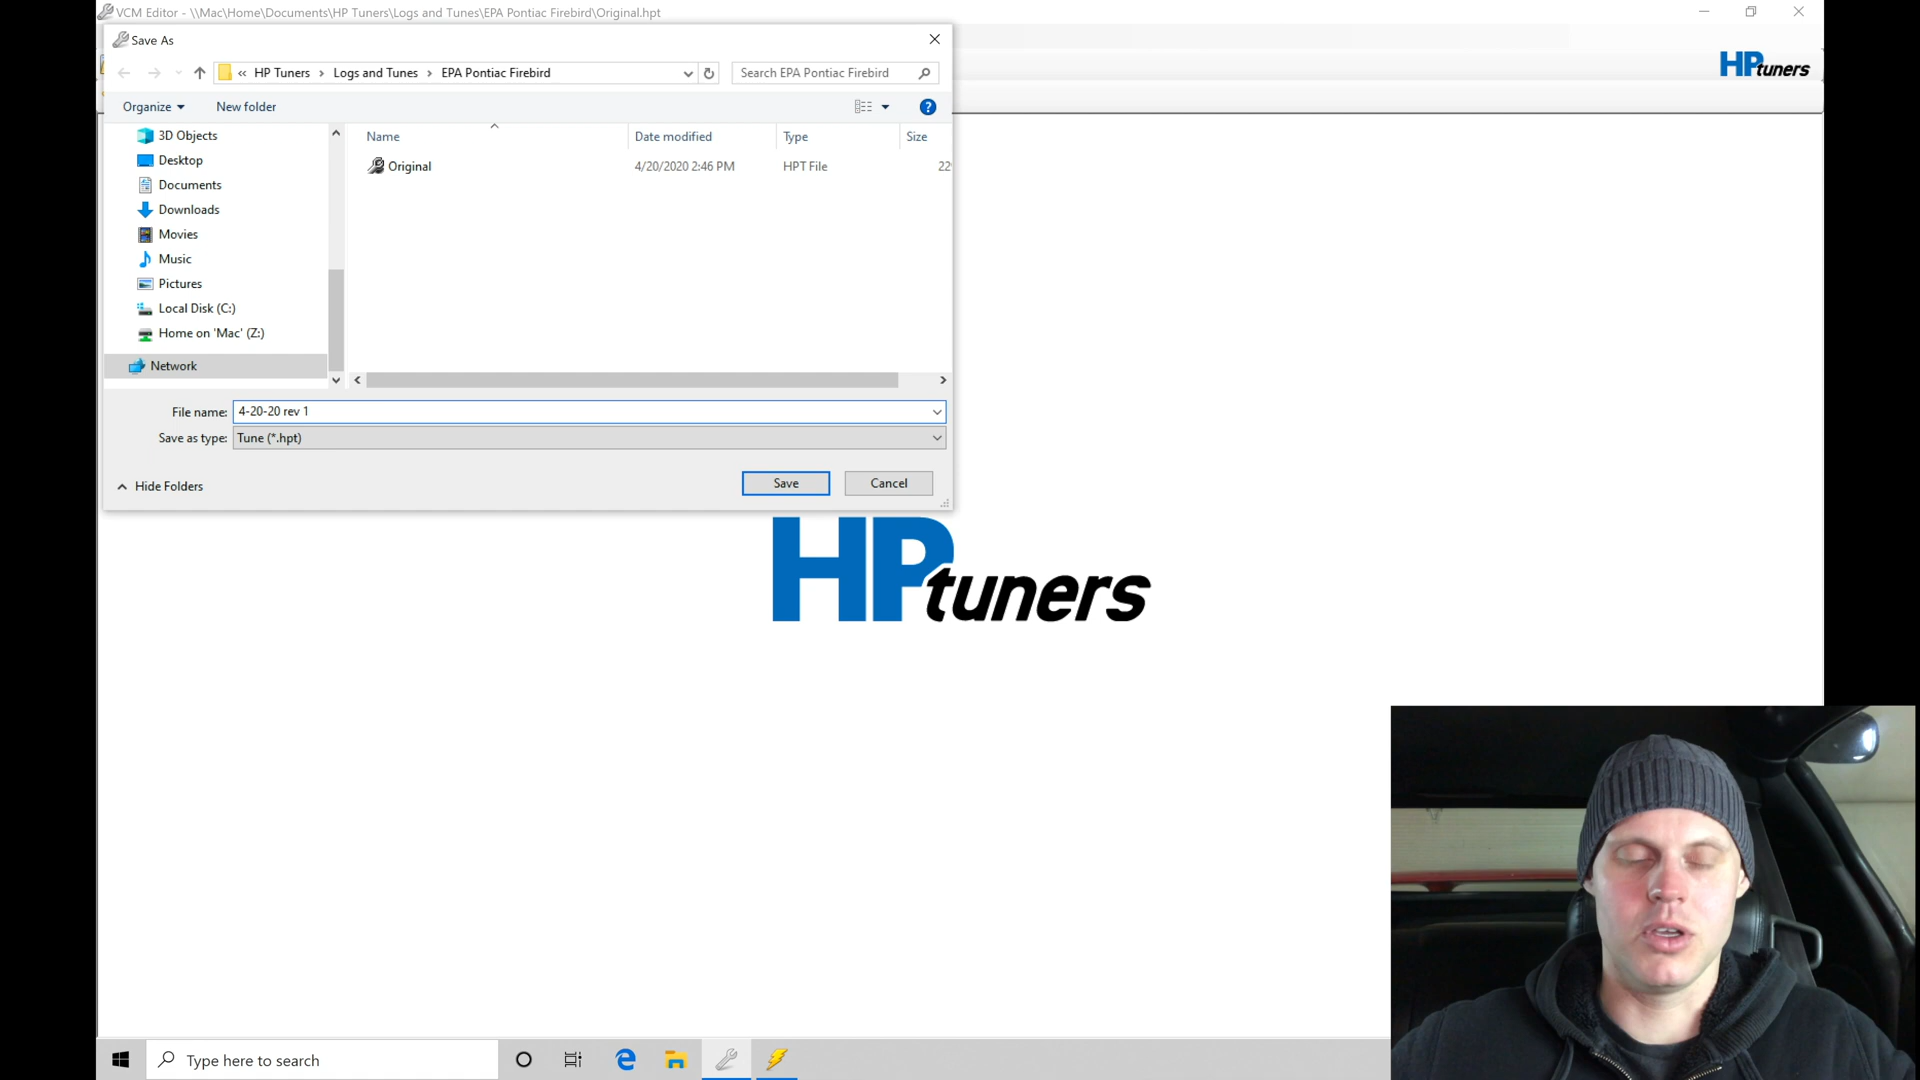 VCM Editor - \\Mac\Home\Documents\HP Tuners\Logs and Tunes\EPA Pontiac Firebird\Original.hpt
Save As
« HP Tuners › Logs and Tunes › EPA Pontiac Firebird
Search EPA Pontiac Firebird
HP tuners
Organize
New folder
?
Name
Date modified
Type
Size
Original
4/20/2020 2:46 PM
HPT File
22
3D Objects
Desktop
Documents
Downloads
Movies
Music
Pictures
Local Disk (C:)
Home on 'Mac' (Z:)
Network
File name: 4-20-20 rev 1
Save as type: Tune (*.hpt)
Hide Folders
Save
Cancel
HP tuners
Type here to search